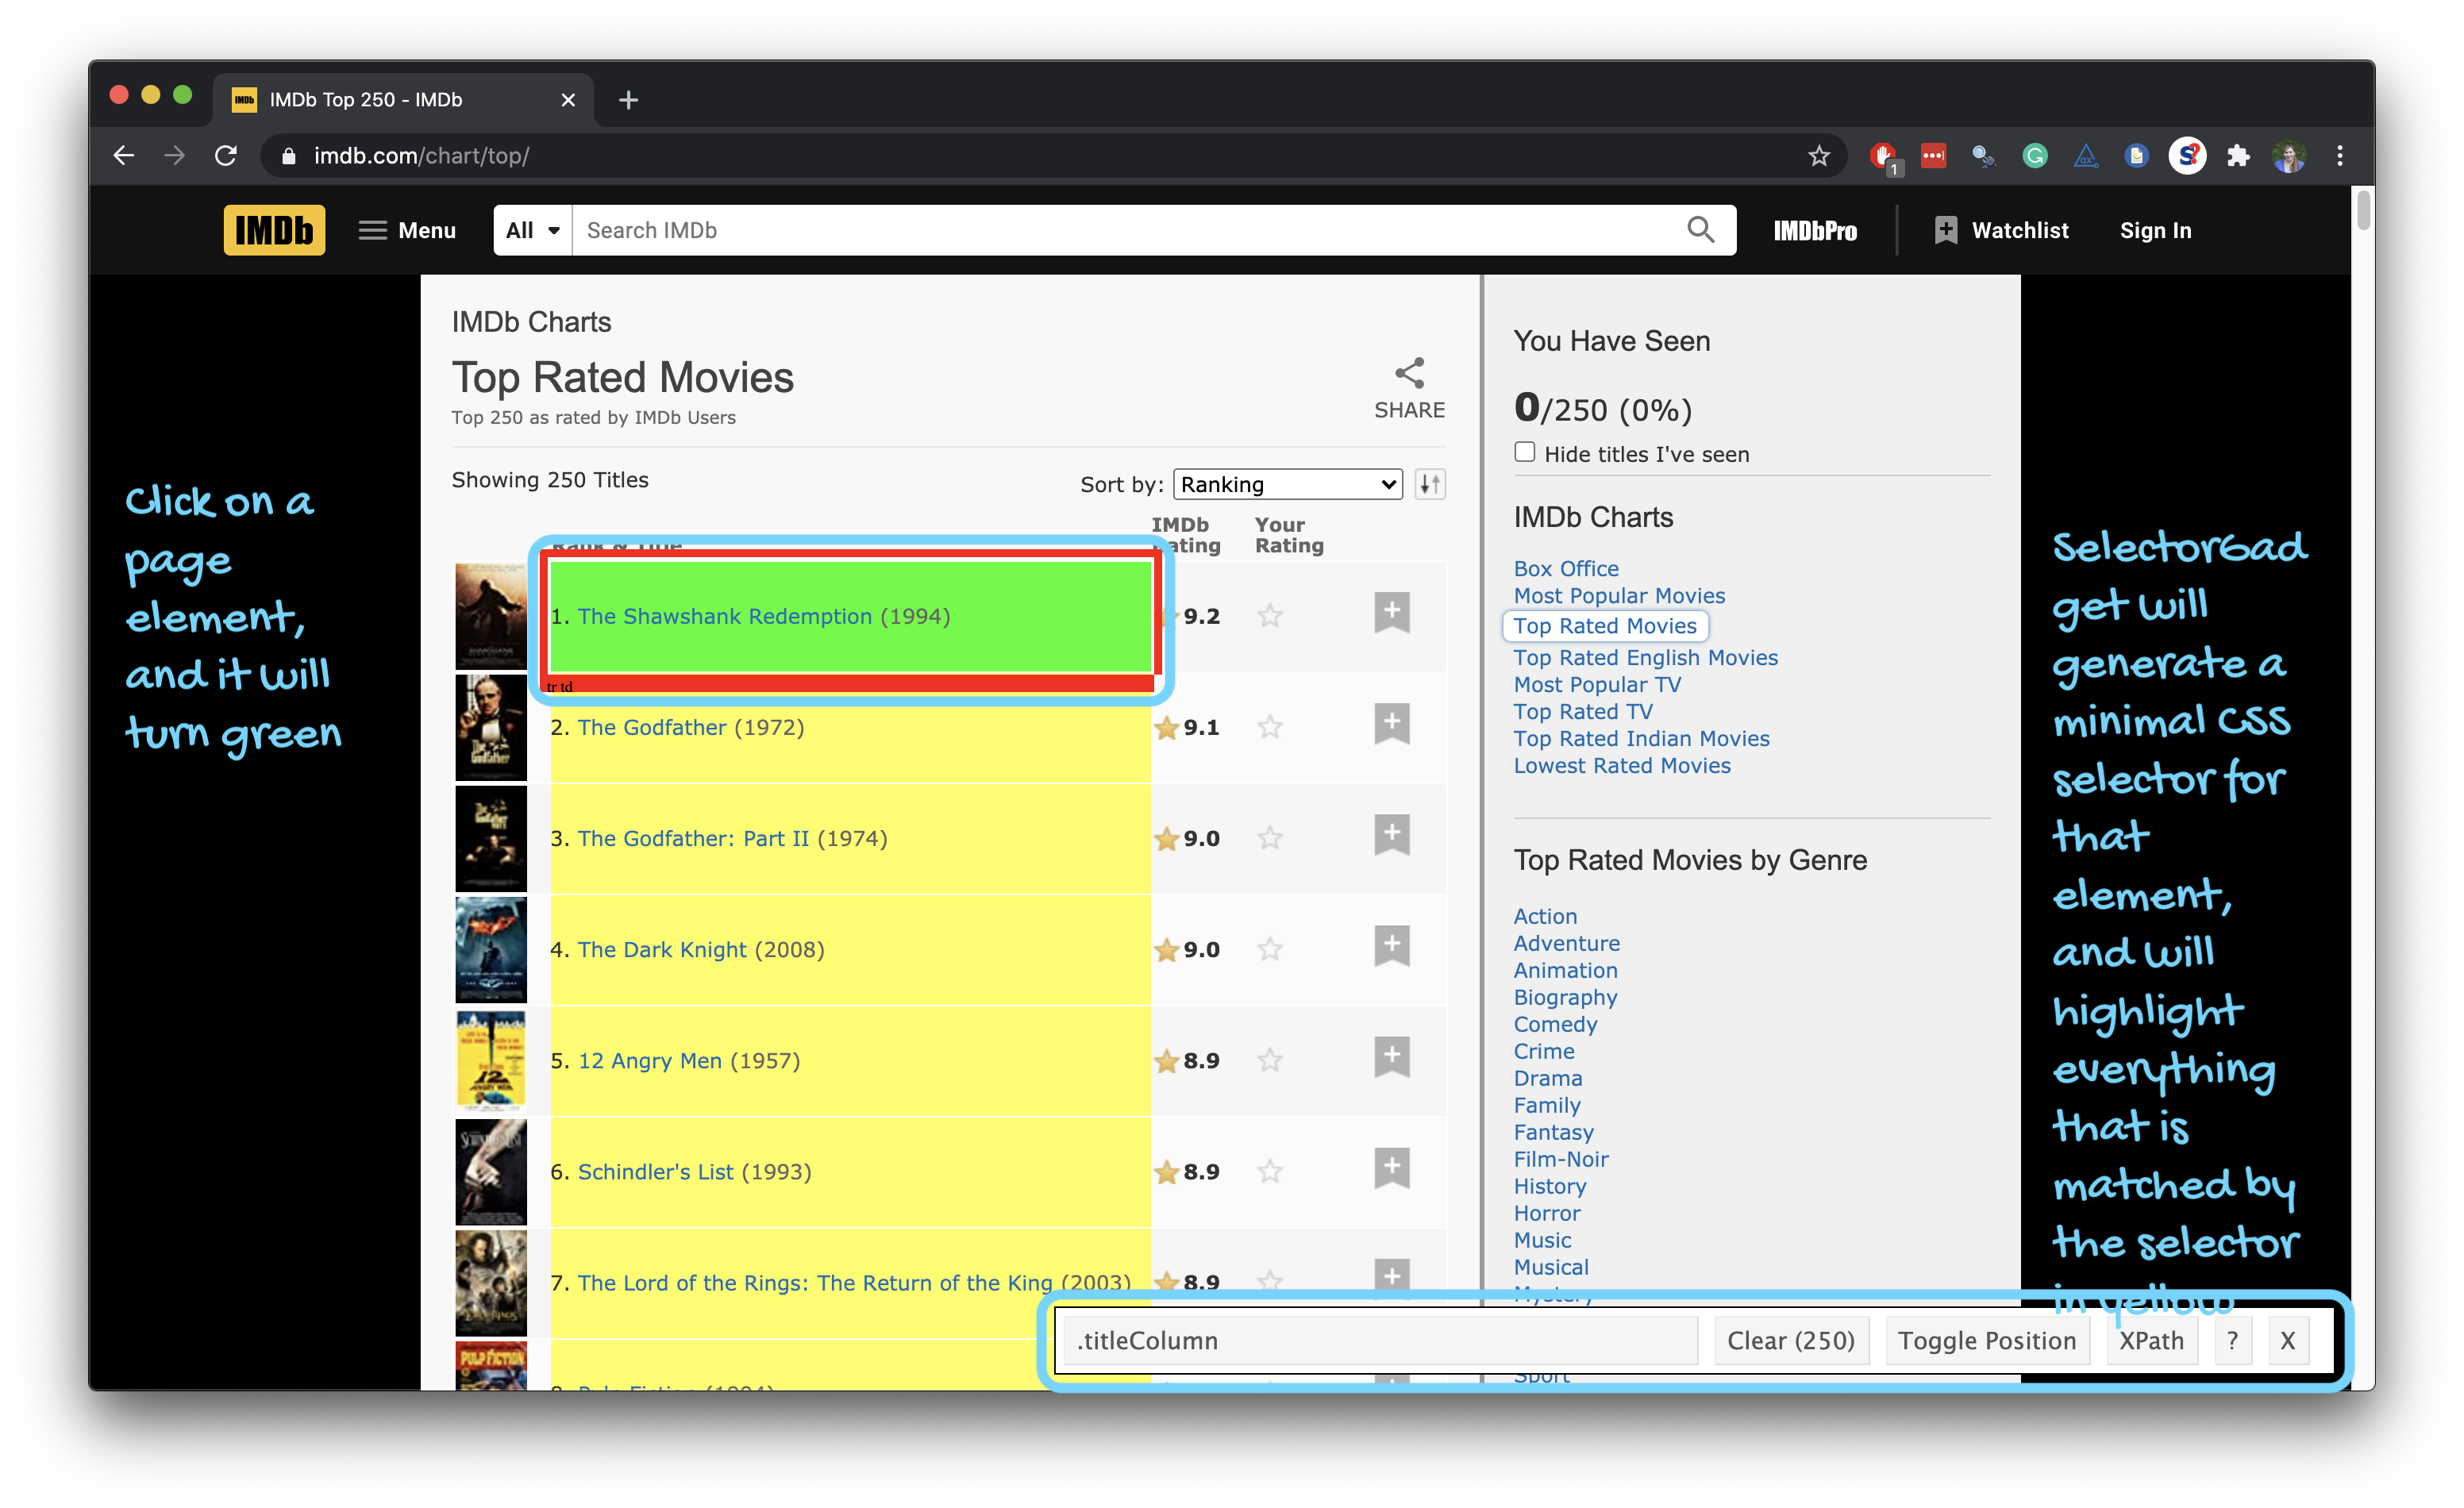 IMDb IMDb Top 250 - IMDb
imdb.com/chart/top/
1
IMDb Menu All Search IMDb IMDbPro Watchlist Sign In
Click on a
page
element,
and it will
turn green
IMDb Charts
Top Rated Movies
Top 250 as rated by IMDb Users
SHARE
Showing 250 Titles
Sort by: Ranking
Rank & Title
IMDb
Rating
Your
Rating
1. The Shawshank Redemption (1994) 9.2
tr td
2. The Godfather (1972) 9.1
3. The Godfather: Part II (1974) 9.0
4. The Dark Knight (2008) 9.0
5. 12 Angry Men (1957) 8.9
6. Schindler's List (1993) 8.9
7. The Lord of the Rings: The Return of the King (2003) 8.9
8. Pulp Fiction (1994)
You Have Seen
0/250 (0%)
Hide titles I've seen
IMDb Charts
Box Office
Most Popular Movies
Top Rated Movies
Top Rated English Movies
Most Popular TV
Top Rated TV
Top Rated Indian Movies
Lowest Rated Movies
Top Rated Movies by Genre
Action
Adventure
Animation
Biography
Comedy
Crime
Drama
Family
Fantasy
Film-Noir
History
Horror
Music
Musical
Mystery
Sport
SelectorGad
get will
generate a
minimal CSS
selector for
that
element,
and will
highlight
everything
that is
matched by
the selector
in yellow
.titleColumn Clear (250) Toggle Position XPath ? X